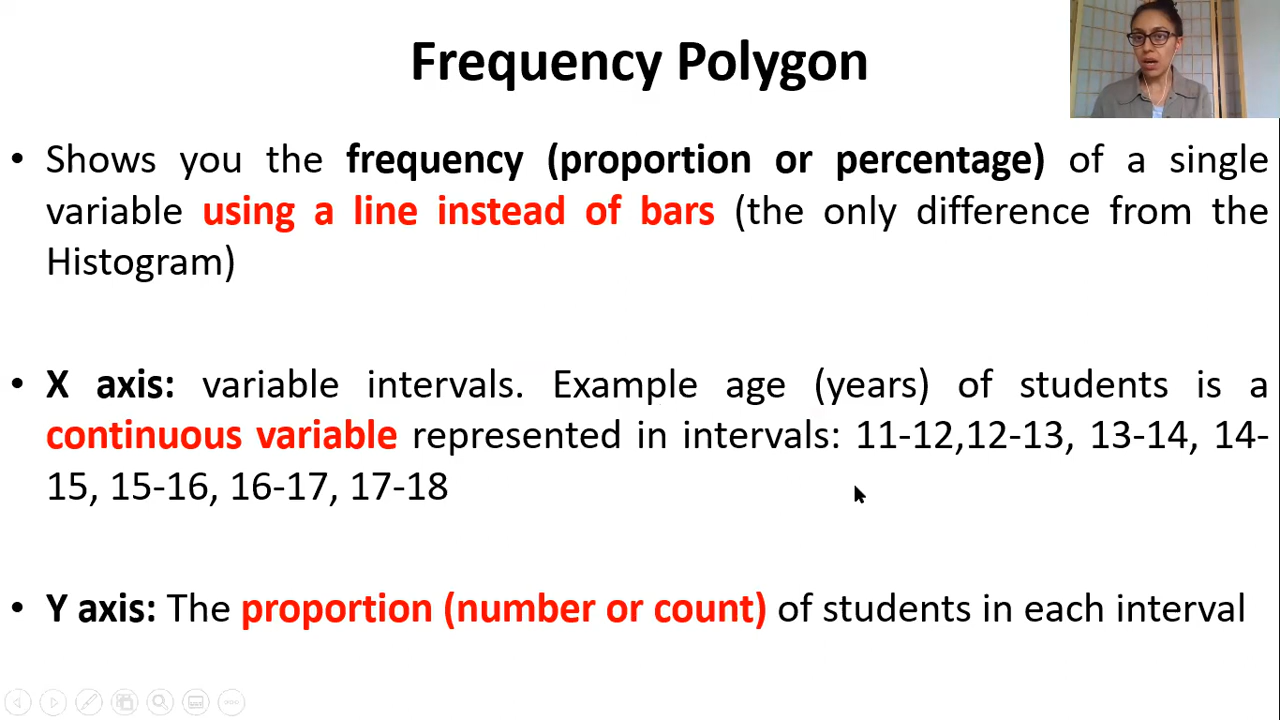 Frequency Polygon
• Shows you the frequency (proportion or percentage) of a single
variable using a line instead of bars (the only difference from the
Histogram)
• X axis: variable intervals. Example age (years) of students is a
continuous variable represented in intervals: 11-12,12-13, 13-14, 14-
15, 15-16, 16-17, 17-18
• Y axis: The proportion (number or count) of students in each interval